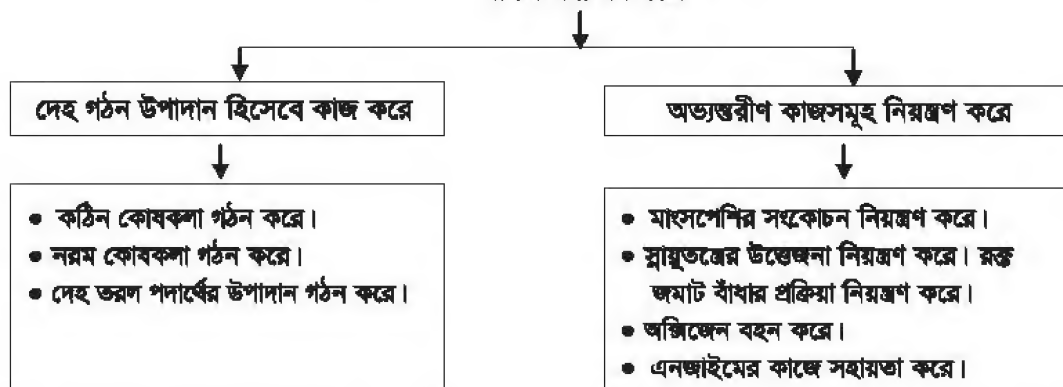 দেহ গঠন উপাদান হিসেবে কাজ করে
অভ্যন্তরীণ কাজসমূহ নিয়ন্ত্রণ করে
• কঠিন কোষকলা গঠন করে।
• নরম কোষকলা গঠন করে।
• দেহ তরল পদার্থের উপাদান গঠন করে।
• মাংসপেশির সংকোচন নিয়ন্ত্রণ করে।
• স্নায়ুতন্ত্রের উত্তেজনা নিয়ন্ত্রণ করে। রক্ত
জমাট বাঁধার প্রক্রিয়া নিয়ন্ত্রণ করে।
• অক্সিজেন বহন করে।
• এনজাইমের কাজে সহায়তা করে।